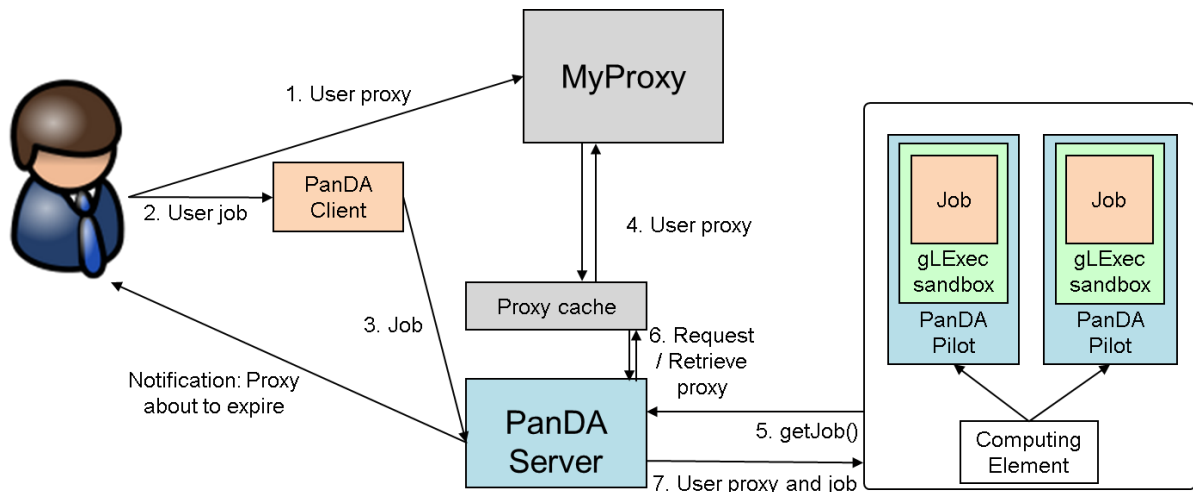 MyProxy
1. User proxy
PanDA
Client
2. User job
4. User proxy
Proxy cache
3. Job
6. Request
/ Retrieve
proxy
Notification: Proxy
about to expire
PanDA
Server
5. getJob()
7. User proxy and job
Job
gLExec
sandbox
PanDA
Pilot
Job
gLExec
sandbox
PanDA
Pilot
Computing
Element